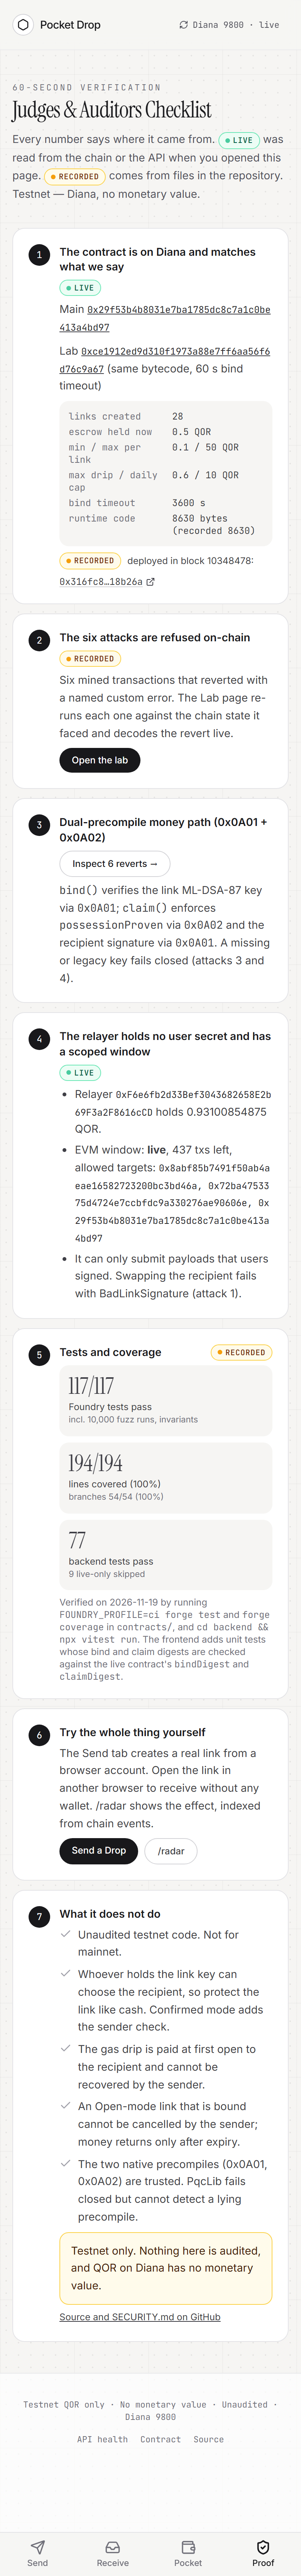 Pocket Drop
Diana 9800 · live
60-SECOND VERIFICATION
Judges & Auditors Checklist
Every number says where it came from. LIVE was
read from the chain or the API when you opened this
page. RECORDED comes from files in the repository.
Testnet — Diana, no monetary value.
1
The contract is on Diana and matches
what we say
LIVE
Main 0x29f53b4b8031e7ba1785dc8c7a1c0be
413a4bd97
Lab 0xce1912ed9d310f1973a88e7ff6aa56f6
d76c9a67 (same bytecode, 60 s bind
timeout)
links created 28
escrow held now 0.5 QOR
min / max per
link 0.1 / 50 QOR
max drip / daily
cap 0.6 / 10 QOR
bind timeout 3600 s
runtime code 8630 bytes
(recorded 8630)
RECORDED deployed in block 10348478:
0x316fc8…18b26a
2
The six attacks are refused on-chain
RECORDED
Six mined transactions that reverted with
a named custom error. The Lab page re-
runs each one against the chain state it
faced and decodes the revert live.
Open the lab
3
Dual-precompile money path (0x0A01 +
0x0A02)
Inspect 6 reverts →
bind() verifies the link ML-DSA-87 key
via 0x0A01; claim() enforces
possessionProven via 0x0A02 and the
recipient signature via 0x0A01. A missing
or legacy key fails closed (attacks 3 and
4).
4
The relayer holds no user secret and has
a scoped window
LIVE
• Relayer 0xF6e6fb2d33Bef3043682658E2b
69F3a2F8616cCD holds 0.93100854875
QOR.
• EVM window: live, 437 txs left,
allowed targets: 0x8abf85b7491f50ab4a
eae16582723200bc3bd46a, 0x72ba47533
75d4724e7ccbfdc9a330276ae90606e, 0x
29f53b4b8031e7ba1785dc8c7a1c0be413a
4bd97
• It can only submit payloads that users
signed. Swapping the recipient fails
with BadLinkSignature (attack 1).
5
Tests and coverage
RECORDED
117/117
Foundry tests pass
incl. 10,000 fuzz runs, invariants
194/194
lines covered (100%)
branches 54/54 (100%)
77
backend tests pass
9 live-only skipped
Verified on 2026-11-19 by running
FOUNDRY_PROFILE=ci forge test and forge
coverage in contracts/, and cd backend &&
npx vitest run. The frontend adds unit tests
whose bind and claim digests are checked
against the live contract's bindDigest and
claimDigest.
6
Try the whole thing yourself
The Send tab creates a real link from a
browser account. Open the link in
another browser to receive without any
wallet. /radar shows the effect, indexed
from chain events.
Send a Drop
/radar
7
What it does not do
Unaudited testnet code. Not for
mainnet.
Whoever holds the link key can
choose the recipient, so protect the
link like cash. Confirmed mode adds
the sender check.
The gas drip is paid at first open to
the recipient and cannot be
recovered by the sender.
An Open-mode link that is bound
cannot be cancelled by the sender;
money returns only after expiry.
The two native precompiles (0x0A01,
0x0A02) are trusted. PqcLib fails
closed but cannot detect a lying
precompile.
Testnet only. Nothing here is audited,
and QOR on Diana has no monetary
value.
Source and SECURITY.md on GitHub
Testnet QOR only · No monetary value · Unaudited ·
Diana 9800
API health Contract Source
Send Receive Pocket Proof